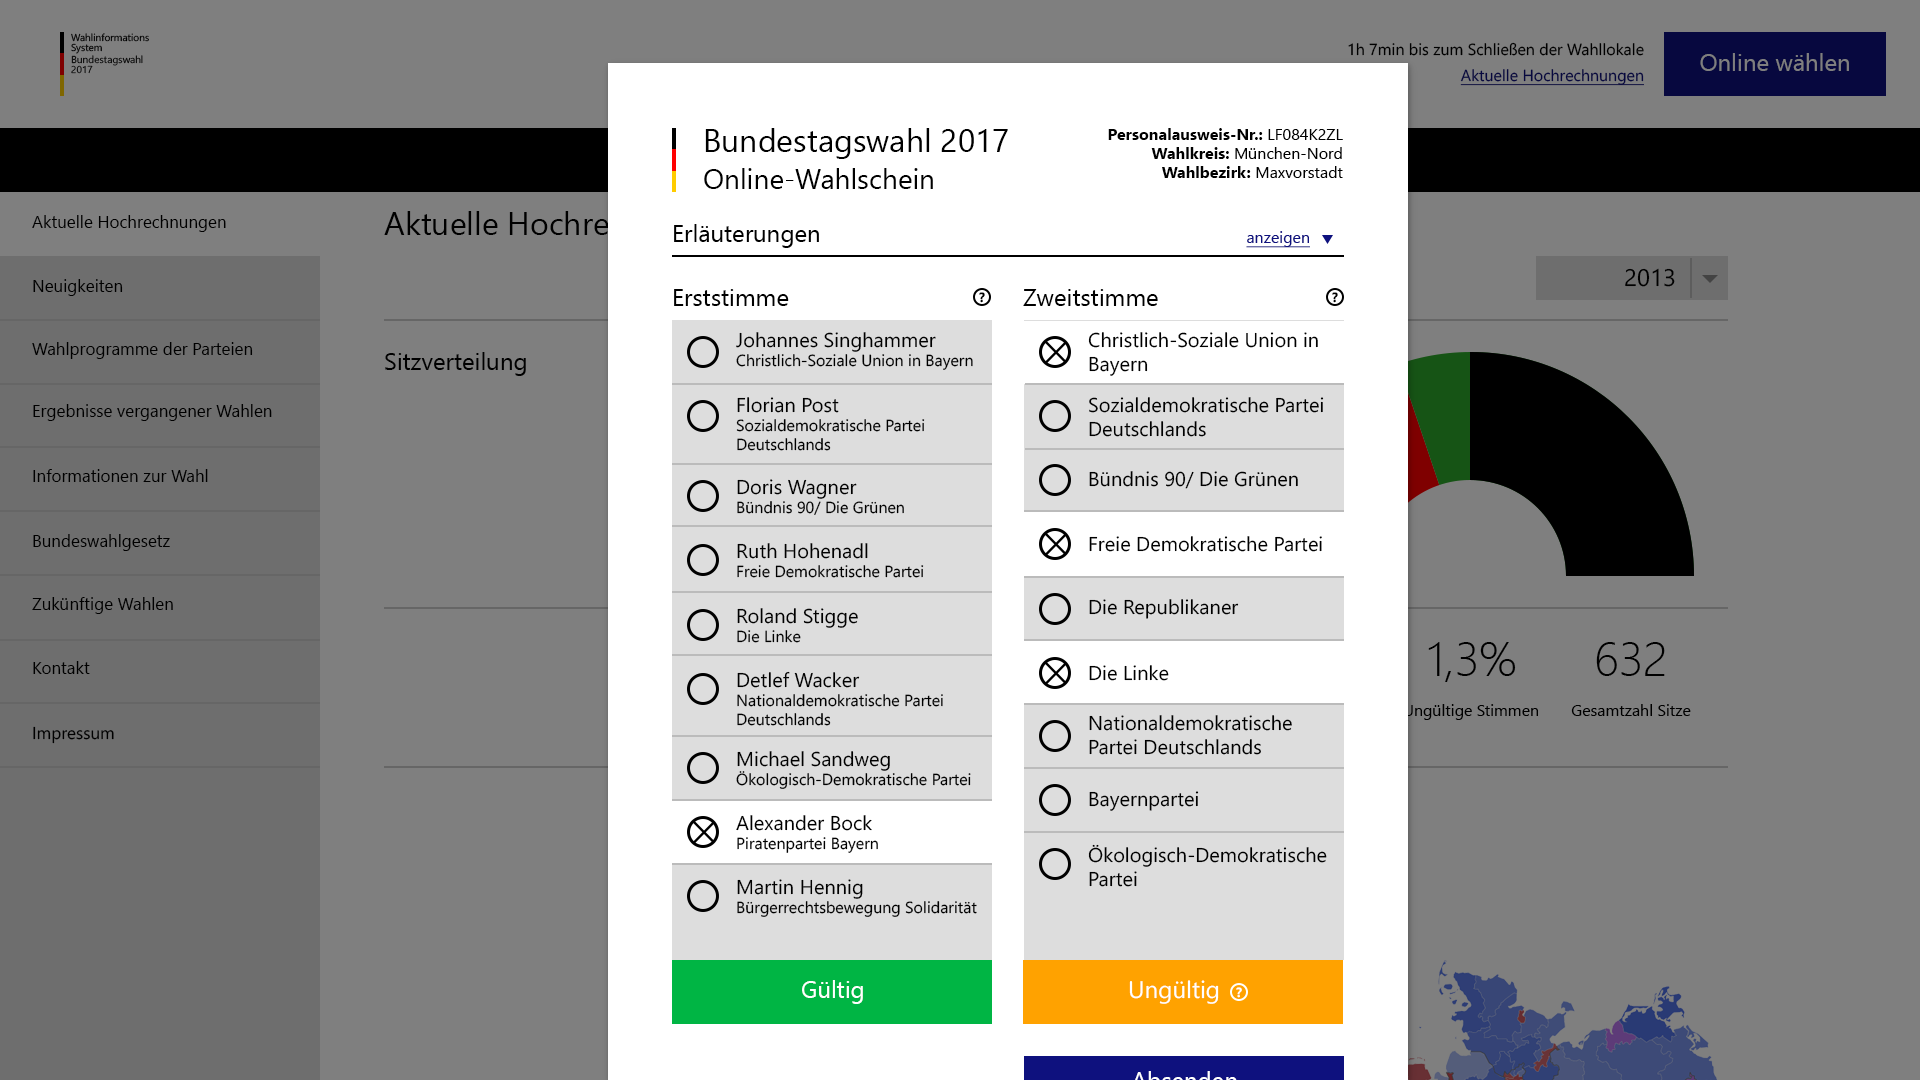 Wahlinformations
System
Bundestagswahl
2017
1h 7min bis zum Schließen der Wahllokale
Aktuelle Hochrechnungen
Online wählen
Aktuelle Hochrechnungen
Neuigkeiten
Wahlprogramme der Parteien
Ergebnisse vergangener Wahlen
Informationen zur Wahl
Bundeswahlgesetz
Zukünftige Wahlen
Kontakt
Impressum
Aktuelle Hochre
Sitzverteilung
Bundestagswahl 2017
Online-Wahlschein
Personalausweis-Nr.: LF084K2ZL
Wahlkreis: München-Nord
Wahlbezirk: Maxvorstadt
Erläuterungen
anzeigen
Erststimme
?
Johannes Singhammer
Christlich-Soziale Union in Bayern
Florian Post
Sozialdemokratische Partei
Deutschlands
Doris Wagner
Bündnis 90/ Die Grünen
Ruth Hohenadl
Freie Demokratische Partei
Roland Stigge
Die Linke
Detlef Wacker
Nationaldemokratische Partei
Deutschlands
Michael Sandweg
Ökologisch-Demokratische Partei
Alexander Bock
Piratenpartei Bayern
Martin Hennig
Bürgerrechtsbewegung Solidarität
Gültig
Zweitstimme
?
Christlich-Soziale Union in
Bayern
Sozialdemokratische Partei
Deutschlands
Bündnis 90/ Die Grünen
Freie Demokratische Partei
Die Republikaner
Die Linke
Nationaldemokratische
Partei Deutschlands
Bayernpartei
Ökologisch-Demokratische
Partei
Ungültig ?
Absenden
2013
1,3%
Ungültige Stimmen
632
Gesamtzahl Sitze